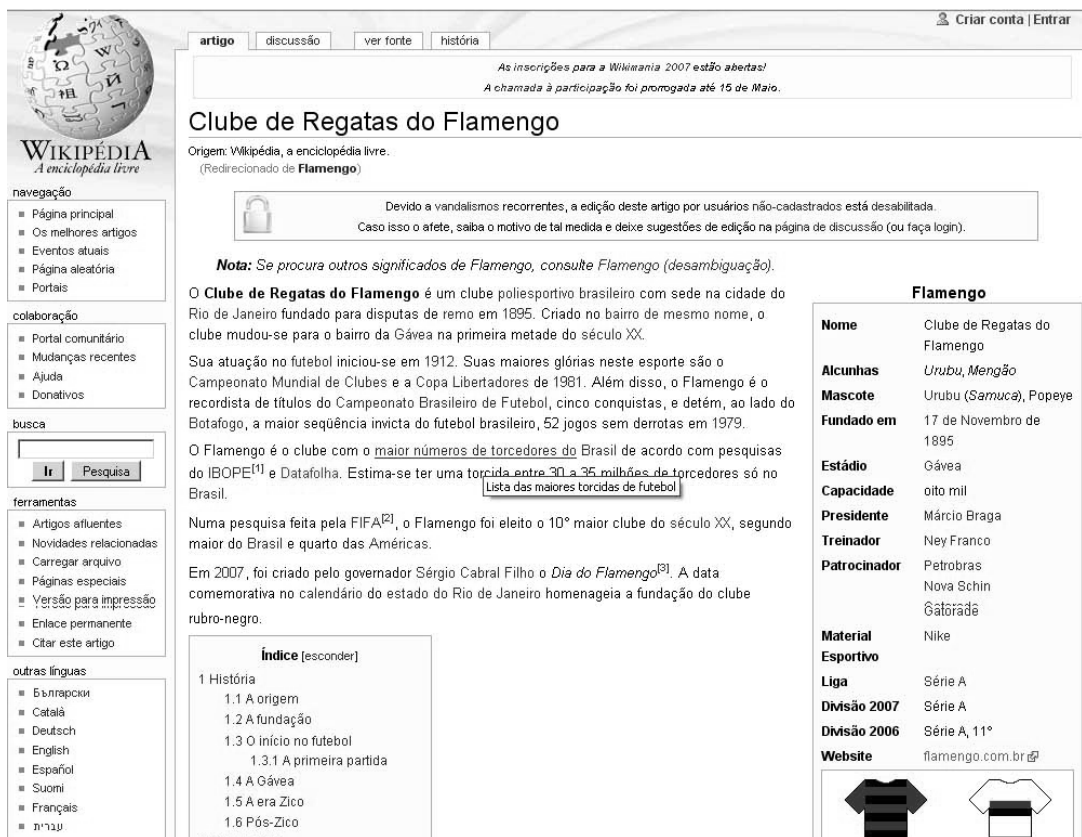 Criar conta | Entrar
artigo discussão ver fonte história
As inscrições para a Wikimania 2007 estão abertas!
A chamada à participação foi prorrogada até 15 de Maio.
WIKIPÉDIA
A enciclopédia livre
navegação
Página principal
Os melhores artigos
Eventos atuais
Página aleatória
Portais
colaboração
Portal comunitário
Mudanças recentes
Ajuda
Donativos
busca
Ir Pesquisa
ferramentas
Artigos afluentes
Novidades relacionadas
Carregar arquivo
Páginas especiais
Versão para impressão
Enlace permanente
Citar este artigo
outras línguas
Български
Català
Deutsch
English
Español
Suomi
Français
עברית
Clube de Regatas do Flamengo
Origem: Wikipédia, a enciclopédia livre.
(Redirecionado de Flamengo)
Devido a vandalismos recorrentes, a edição deste artigo por usuários não-cadastrados está desabilitada.
Caso isso o afete, saiba o motivo de tal medida e deixe sugestões de edição na página de discussão (ou faça login).
Nota: Se procura outros significados de Flamengo, consulte Flamengo (desambiguação).
O Clube de Regatas do Flamengo é um clube poliesportivo brasileiro com sede na cidade do
Rio de Janeiro fundado para disputas de remo em 1895. Criado no bairro de mesmo nome, o
clube mudou-se para o bairro da Gávea na primeira metade do século XX.
Sua atuação no futebol iniciou-se em 1912. Suas maiores glórias neste esporte são o
Campeonato Mundial de Clubes e a Copa Libertadores de 1981. Além disso, o Flamengo é o
recordista de títulos do Campeonato Brasileiro de Futebol, cinco conquistas, e detém, ao lado do
Botafogo, a maior seqüência invicta do futebol brasileiro, 52 jogos sem derrotas em 1979.
O Flamengo é o clube com o maior números de torcedores do Brasil de acordo com pesquisas
do IBOPE[1] e Datafolha. Estima-se ter uma torcida entre 30 a 35 milhões de torcedores só no
Lista das maiores torcidas de futebol
Brasil.
Numa pesquisa feita pela FIFA[2], o Flamengo foi eleito o 10° maior clube do século XX, segundo
maior do Brasil e quarto das Américas.
Em 2007, foi criado pelo governador Sérgio Cabral Filho o Dia do Flamengo[3]. A data
comemorativa no calendário do estado do Rio de Janeiro homenageia a fundação do clube
rubro-negro.
Índice [esconder]
1 História
1.1 A origem
1.2 A fundação
1.3 O início no futebol
1.3.1 A primeira partida
1.4 A Gávea
1.5 A era Zico
1.6 Pós-Zico
Flamengo
Nome Clube de Regatas do
Flamengo
Alcunhas Urubu, Mengão
Mascote Urubu (Samuca), Popeye
Fundado em 17 de Novembro de
1895
Estádio Gávea
Capacidade oito mil
Presidente Márcio Braga
Treinador Ney Franco
Patrocinador Petrobras
Nova Schin
Gatorade
Material Nike
Esportivo
Liga Série A
Divisão 2007 Série A
Divisão 2006 Série A, 11°
Website flamengo.com.br